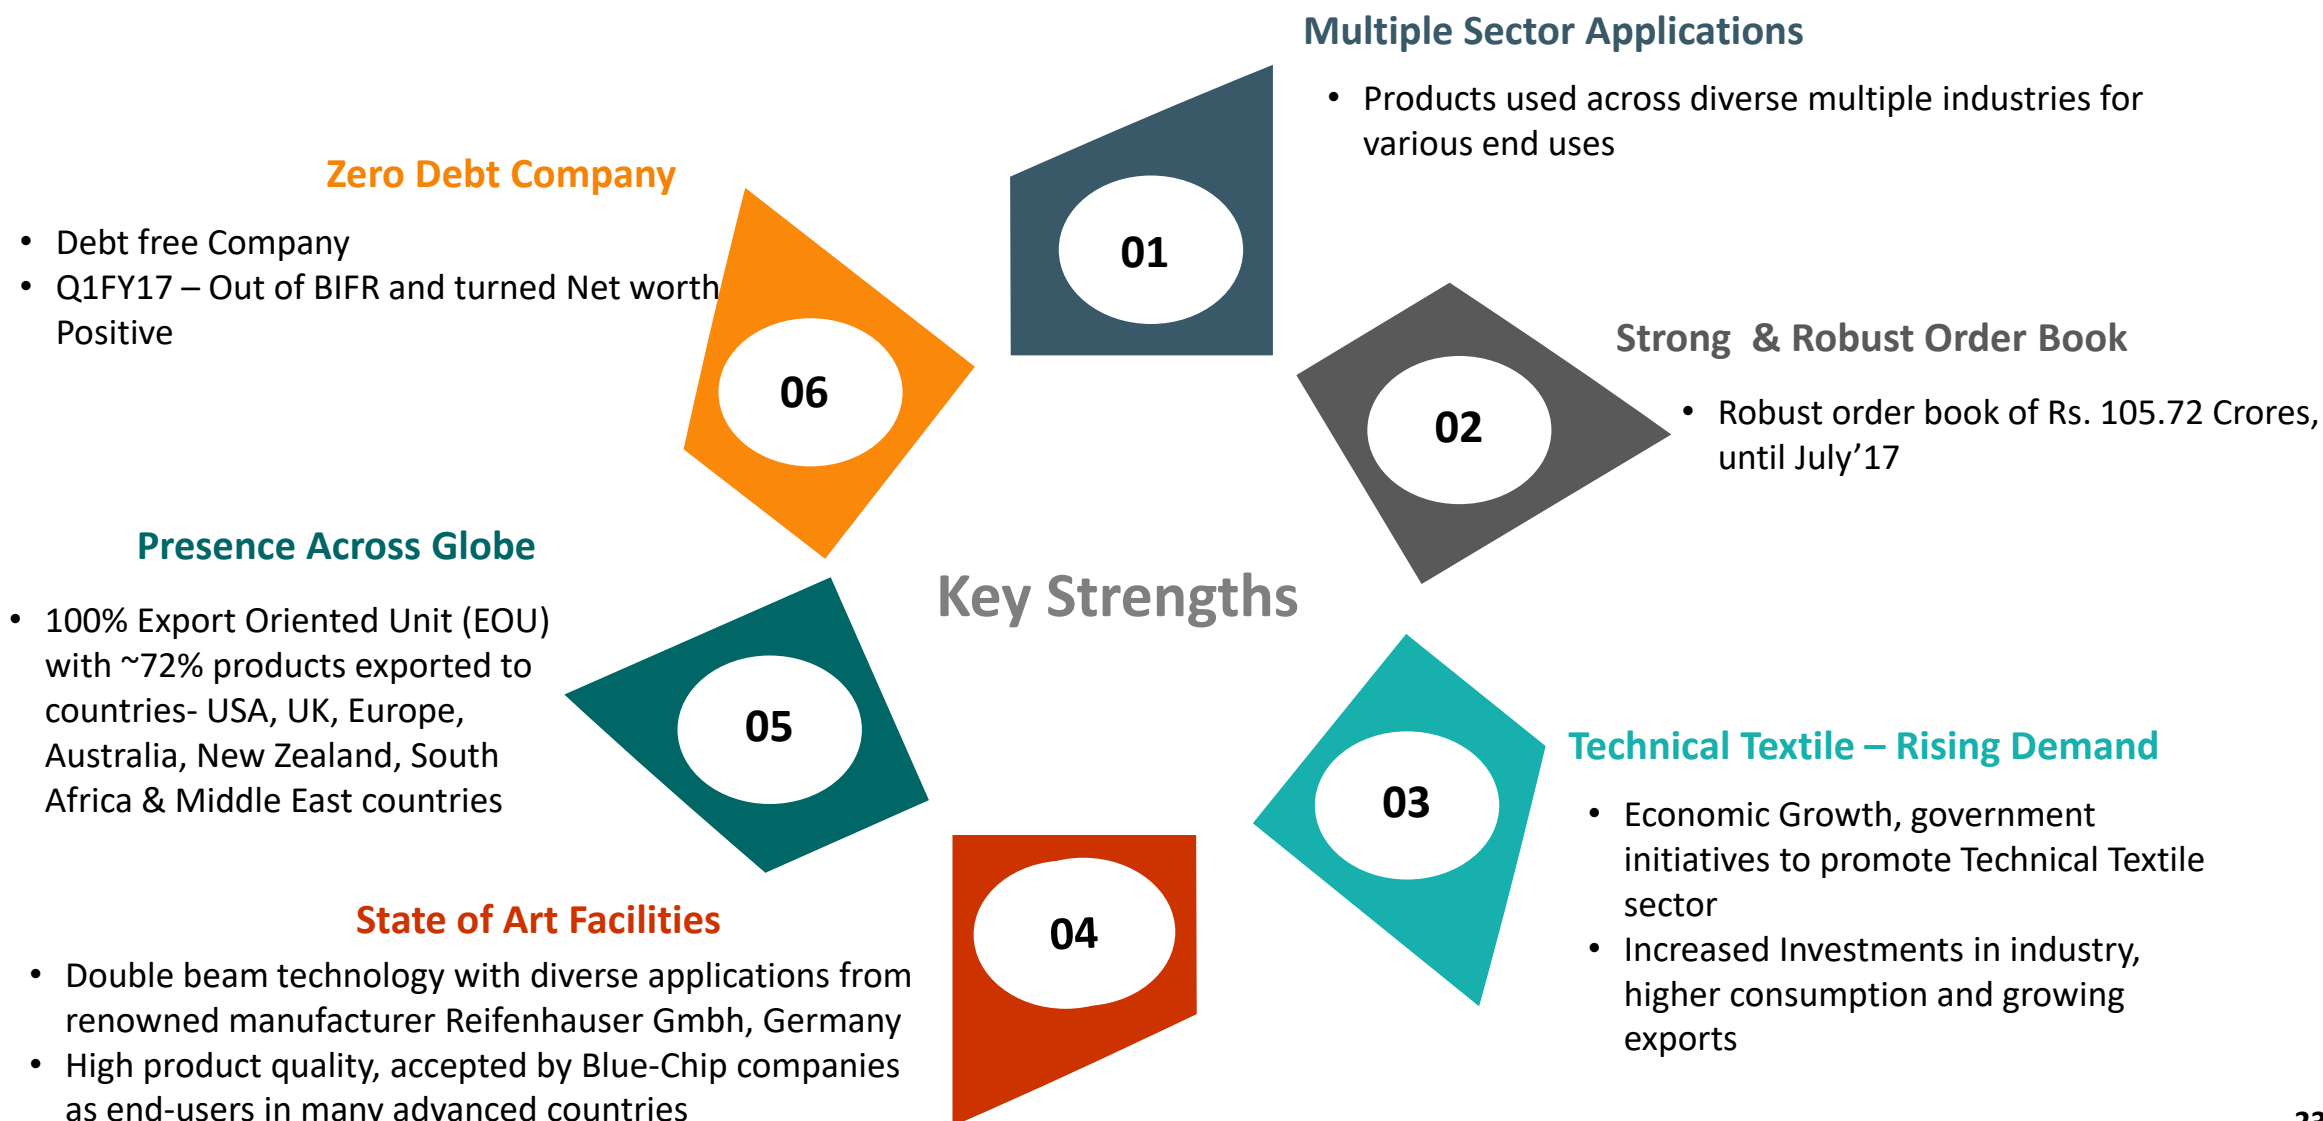 Multiple Sector Applications
• Products used across diverse multiple industries for
various end uses
01
Strong & Robust Order Book
• Robust order book of Rs. 105.72 Crores,
until July’17
02
Technical Textile – Rising Demand
• Economic Growth, government
initiatives to promote Technical Textile
sector
• Increased Investments in industry,
higher consumption and growing
exports
03
State of Art Facilities
• Double beam technology with diverse applications from
renowned manufacturer Reifenhauser Gmbh, Germany
• High product quality, accepted by Blue-Chip companies
as end-users in many advanced countries
04
Presence Across Globe
• 100% Export Oriented Unit (EOU)
with ~72% products exported to
countries- USA, UK, Europe,
Australia, New Zealand, South
Africa & Middle East countries
05
Zero Debt Company
• Debt free Company
• Q1FY17 – Out of BIFR and turned Net worth
Positive
06
Key Strengths